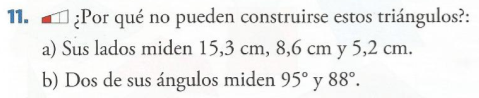 11. ¿Por qué no pueden construirse estos triángulos?:
a) Sus lados miden 15,3 cm, 8,6 cm y 5,2 cm.
b) Dos de sus ángulos miden 95° y 88°.